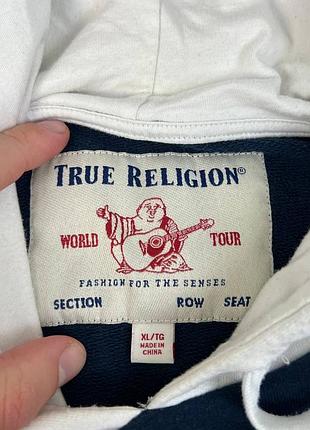 TRUE RELIGION®
WORLD TOUR
FASHION FOR THE SENSES
SECTION ROW SEAT
XL/TG
MADE IN
CHINA